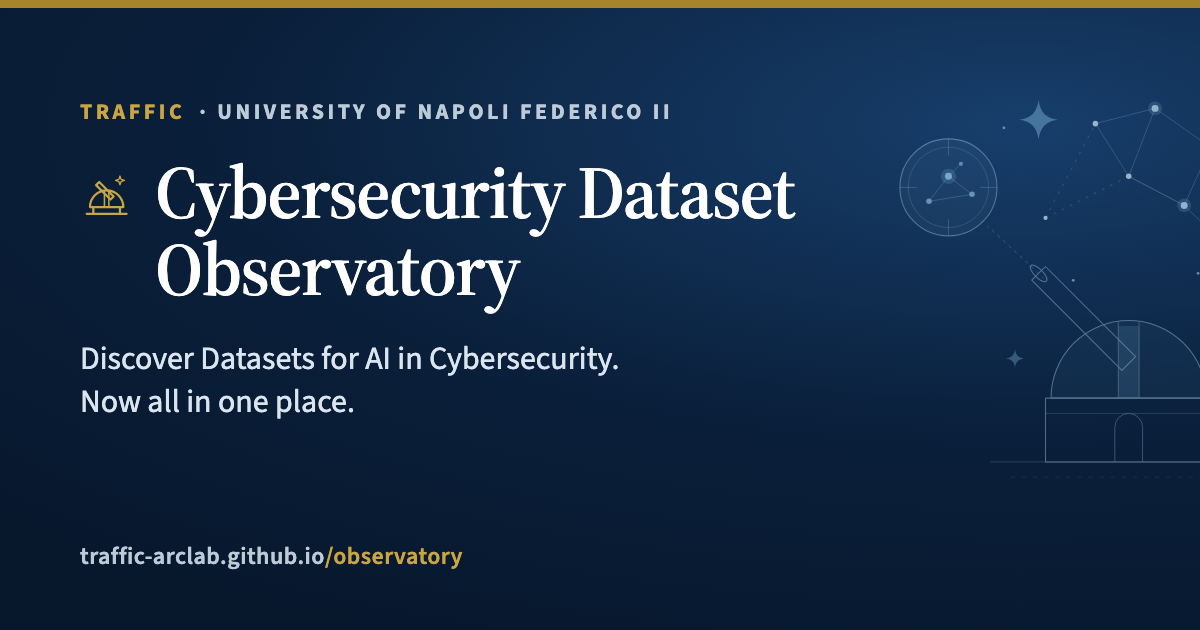 TRAFFIC · UNIVERSITY OF NAPOLI FEDERICO II
Cybersecurity Dataset
Observatory
Discover Datasets for AI in Cybersecurity.
Now all in one place.
traffic-arclab.github.io/observatory